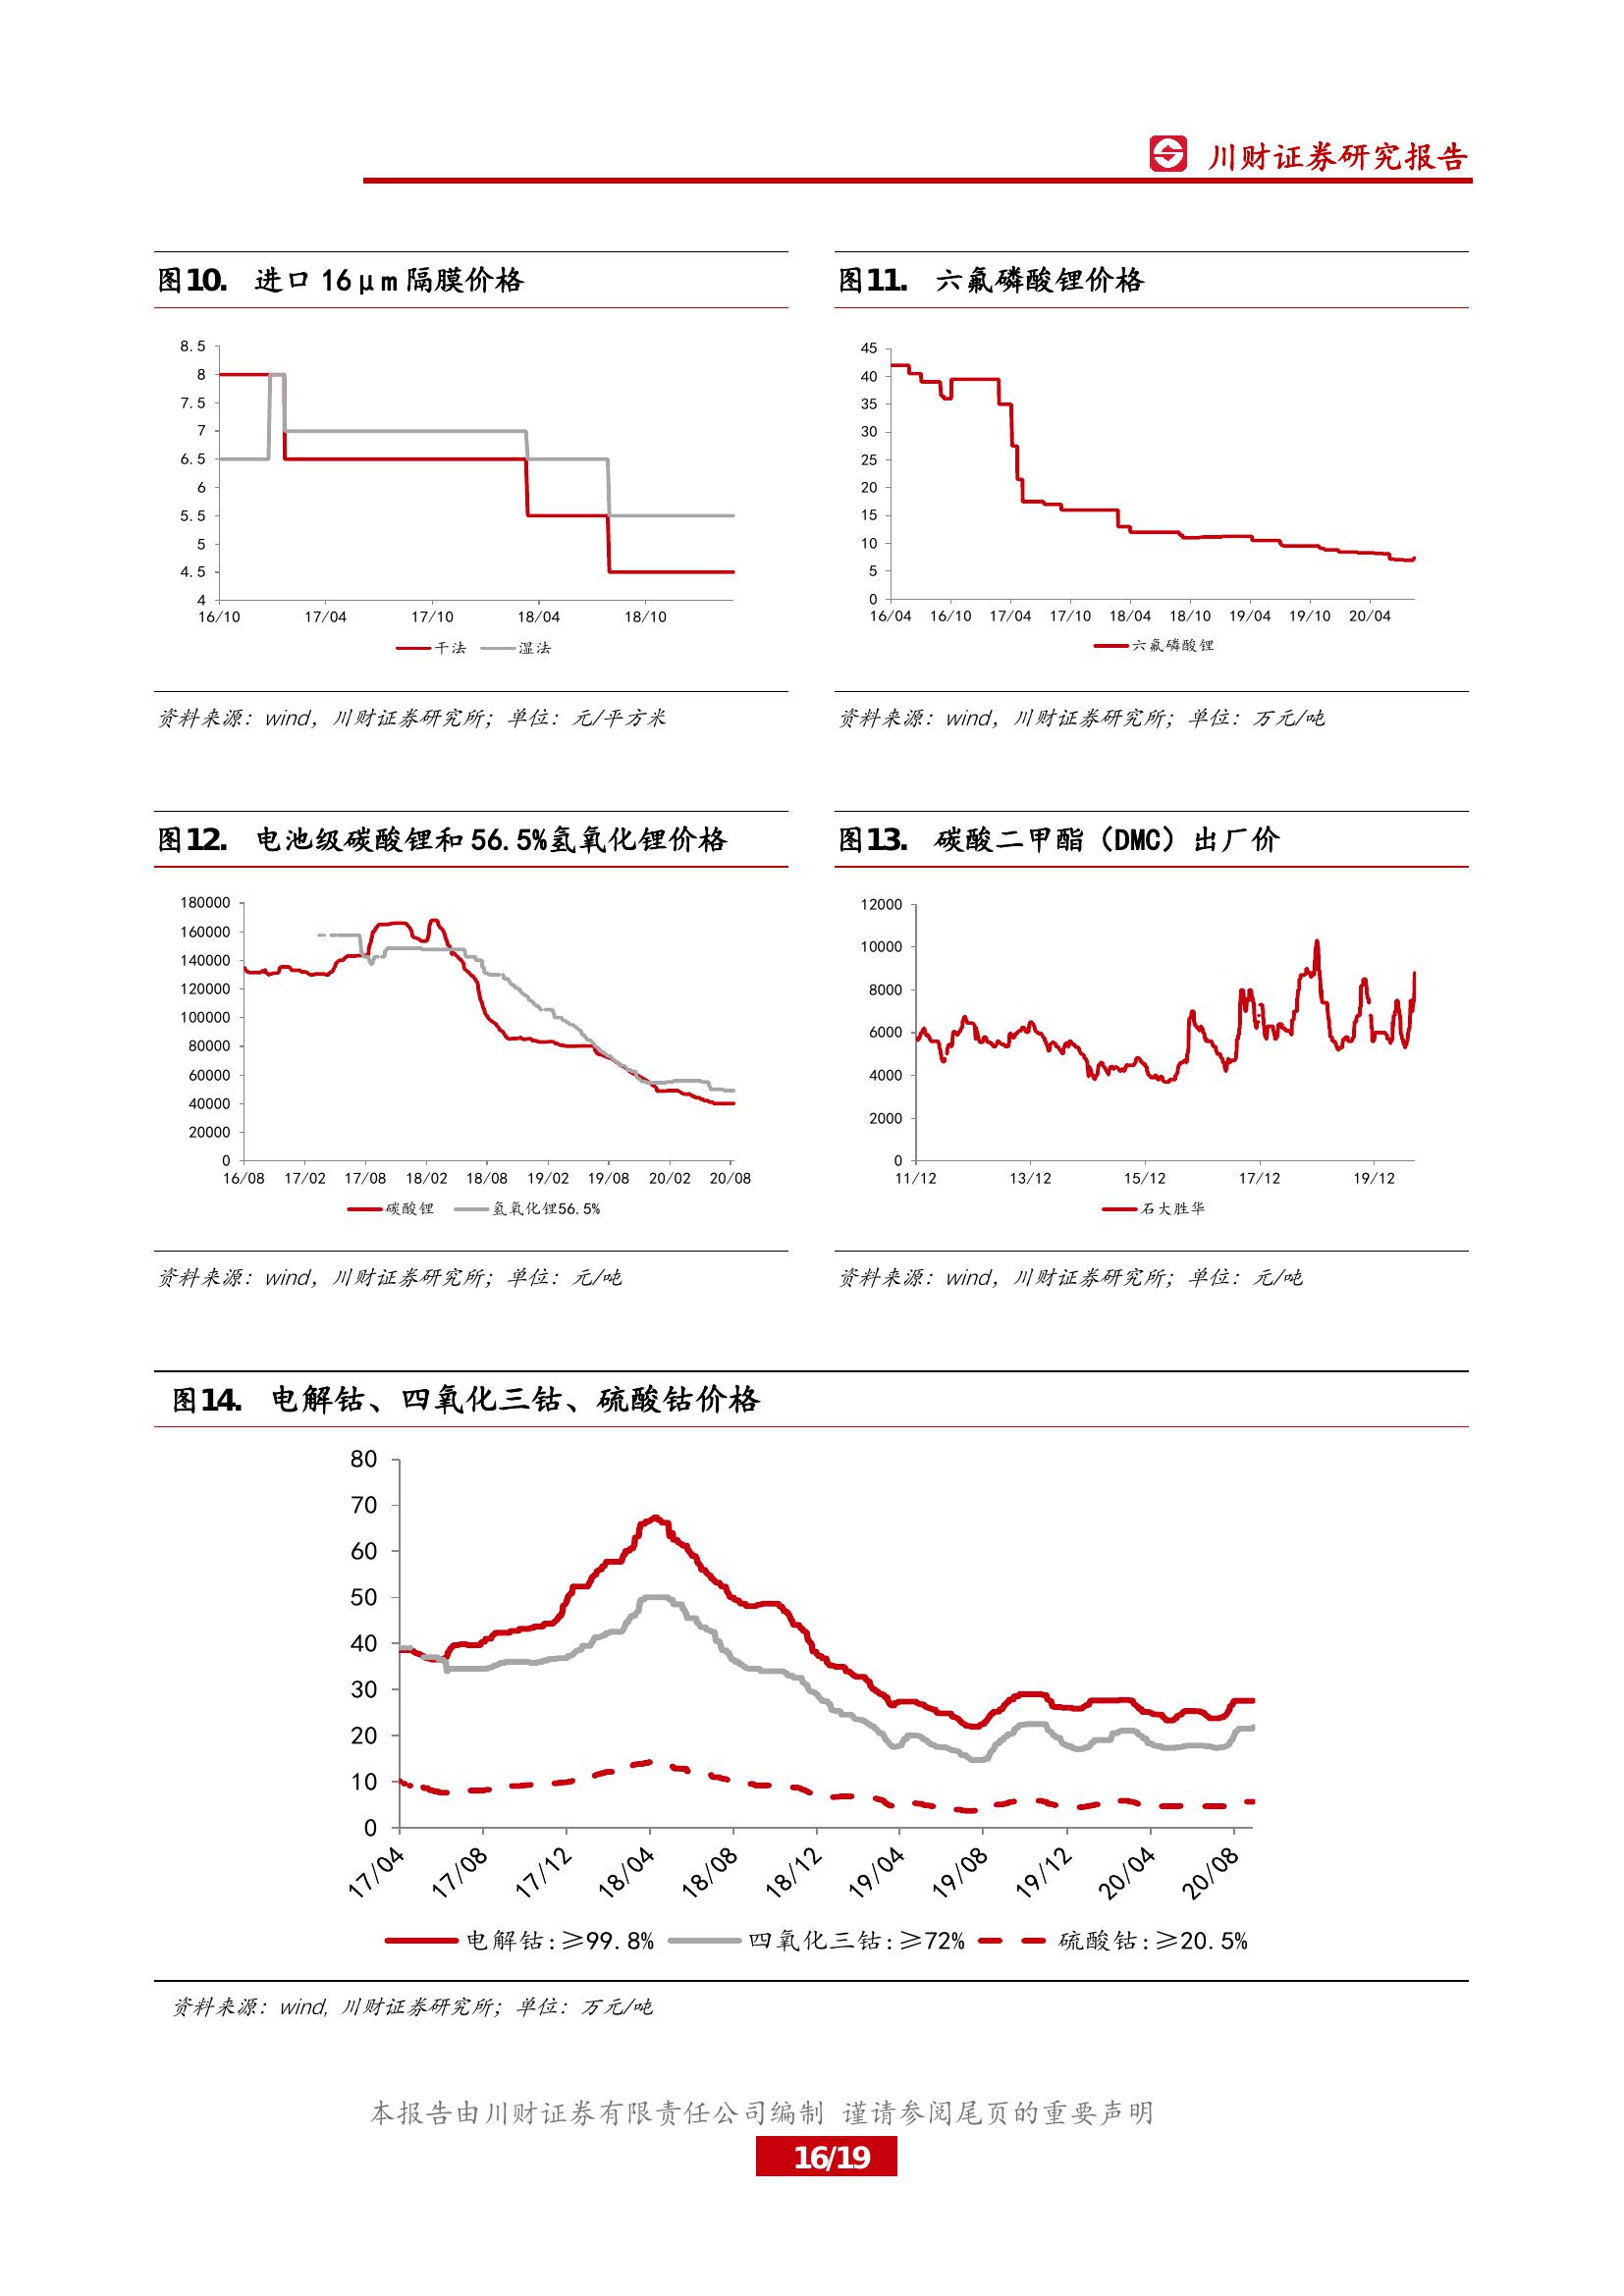 川财证券研究报告
图10. 进口 16μm 隔膜价格
8.5
8
7.5
7
6.5
6
5.5
5
4.5
4
16/10 17/04 17/10 18/04 18/10
干法 湿法
资料来源：wind，川财证券研究所；单位：元/平方米
图11. 六氟磷酸锂价格
45
40
35
30
25
20
15
10
5
0
16/04 16/10 17/04 17/10 18/04 18/10 19/04 19/10 20/04
六氟磷酸锂
资料来源：wind，川财证券研究所；单位：万元/吨
图12. 电池级碳酸锂和 56.5%氢氧化锂价格
180000
160000
140000
120000
100000
80000
60000
40000
20000
0
16/08 17/02 17/08 18/02 18/08 19/02 19/08 20/02 20/08
碳酸锂 氢氧化锂56.5%
资料来源：wind，川财证券研究所；单位：元/吨
图13. 碳酸二甲酯（DMC）出厂价
12000
10000
8000
6000
4000
2000
0
11/12 13/12 15/12 17/12 19/12
石大胜华
资料来源：wind，川财证券研究所；单位：元/吨
图14. 电解钴、四氧化三钴、硫酸钴价格
80
70
60
50
40
30
20
10
0
17/04 17/08 17/12 18/04 18/08 18/12 19/04 19/08 19/12 20/04 20/08
电解钴:≥99.8% 四氧化三钴:≥72% 硫酸钴:≥20.5%
资料来源：wind, 川财证券研究所；单位：万元/吨
本报告由川财证券有限责任公司编制 谨请参阅尾页的重要声明
16/19